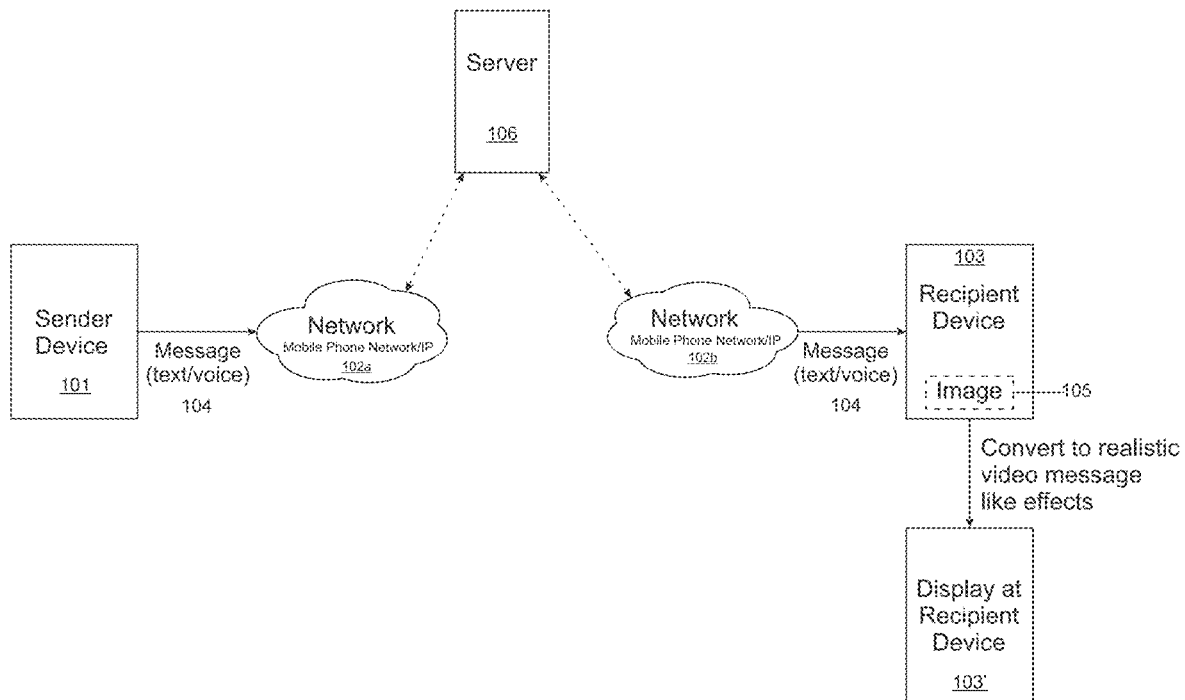 Server
106
Sender
Device
101
Message
(text/voice)
104
Network
Mobile Phone Network/IP
102a
Network
Mobile Phone Network/IP
102b
Message
(text/voice)
104
103
Recipient
Device
Image
105
Convert to realistic
video message
like effects
Display at
Recipient
Device
103'